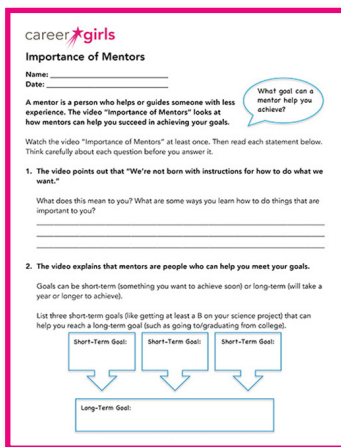 career girls
Importance of Mentors
Name:
Date:
What goal can a
mentor help you
achieve?
A mentor is a person who helps or guides someone with less
experience. The video “Importance of Mentors” looks at
how mentors can help you succeed in achieving your goals.
Watch the video “Importance of Mentors” at least once. Then read each statement below.
Think carefully about each question before you answer it.
1. The video points out that “We’re not born with instructions for how to do what we
want.”
What does this mean to you? What are some ways you learn how to do things that are
important to you?
2. The video explains that mentors are people who can help you meet your goals.
Goals can be short-term (something you want to achieve soon) or long-term (will take a
year or longer to achieve).
List three short-term goals (like getting at least a B on your science project) that can
help you reach a long-term goal (such as going to/graduating from college).
Short-Term Goal: Short-Term Goal: Short-Term Goal:
Long-Term Goal: